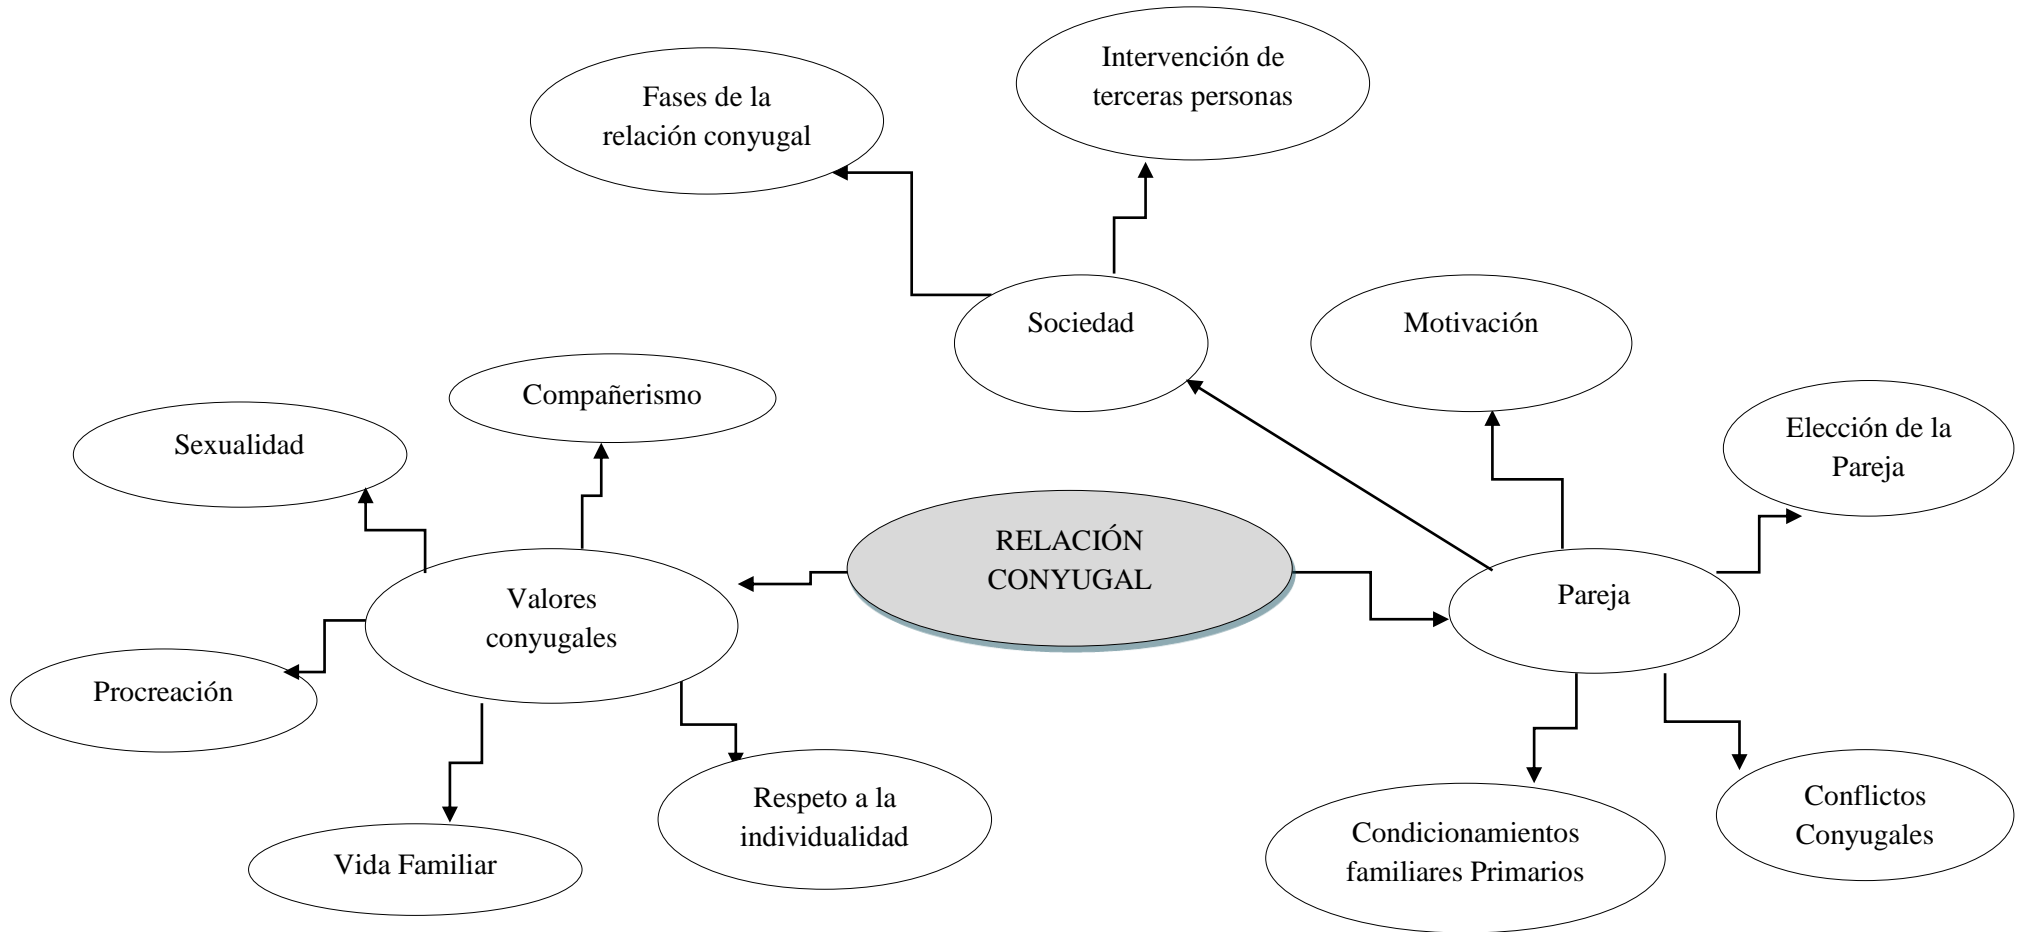 Intervención de
terceras personas
Fases de la
relación conyugal
Sociedad
Motivación
Compañerismo
Elección de la
Pareja
Sexualidad
RELACIÓN
CONYUGAL
Valores
conyugales
Pareja
Procreación
Respeto a la
individualidad
Conflictos
Conyugales
Condicionamientos
familiares Primarios
Vida Familiar